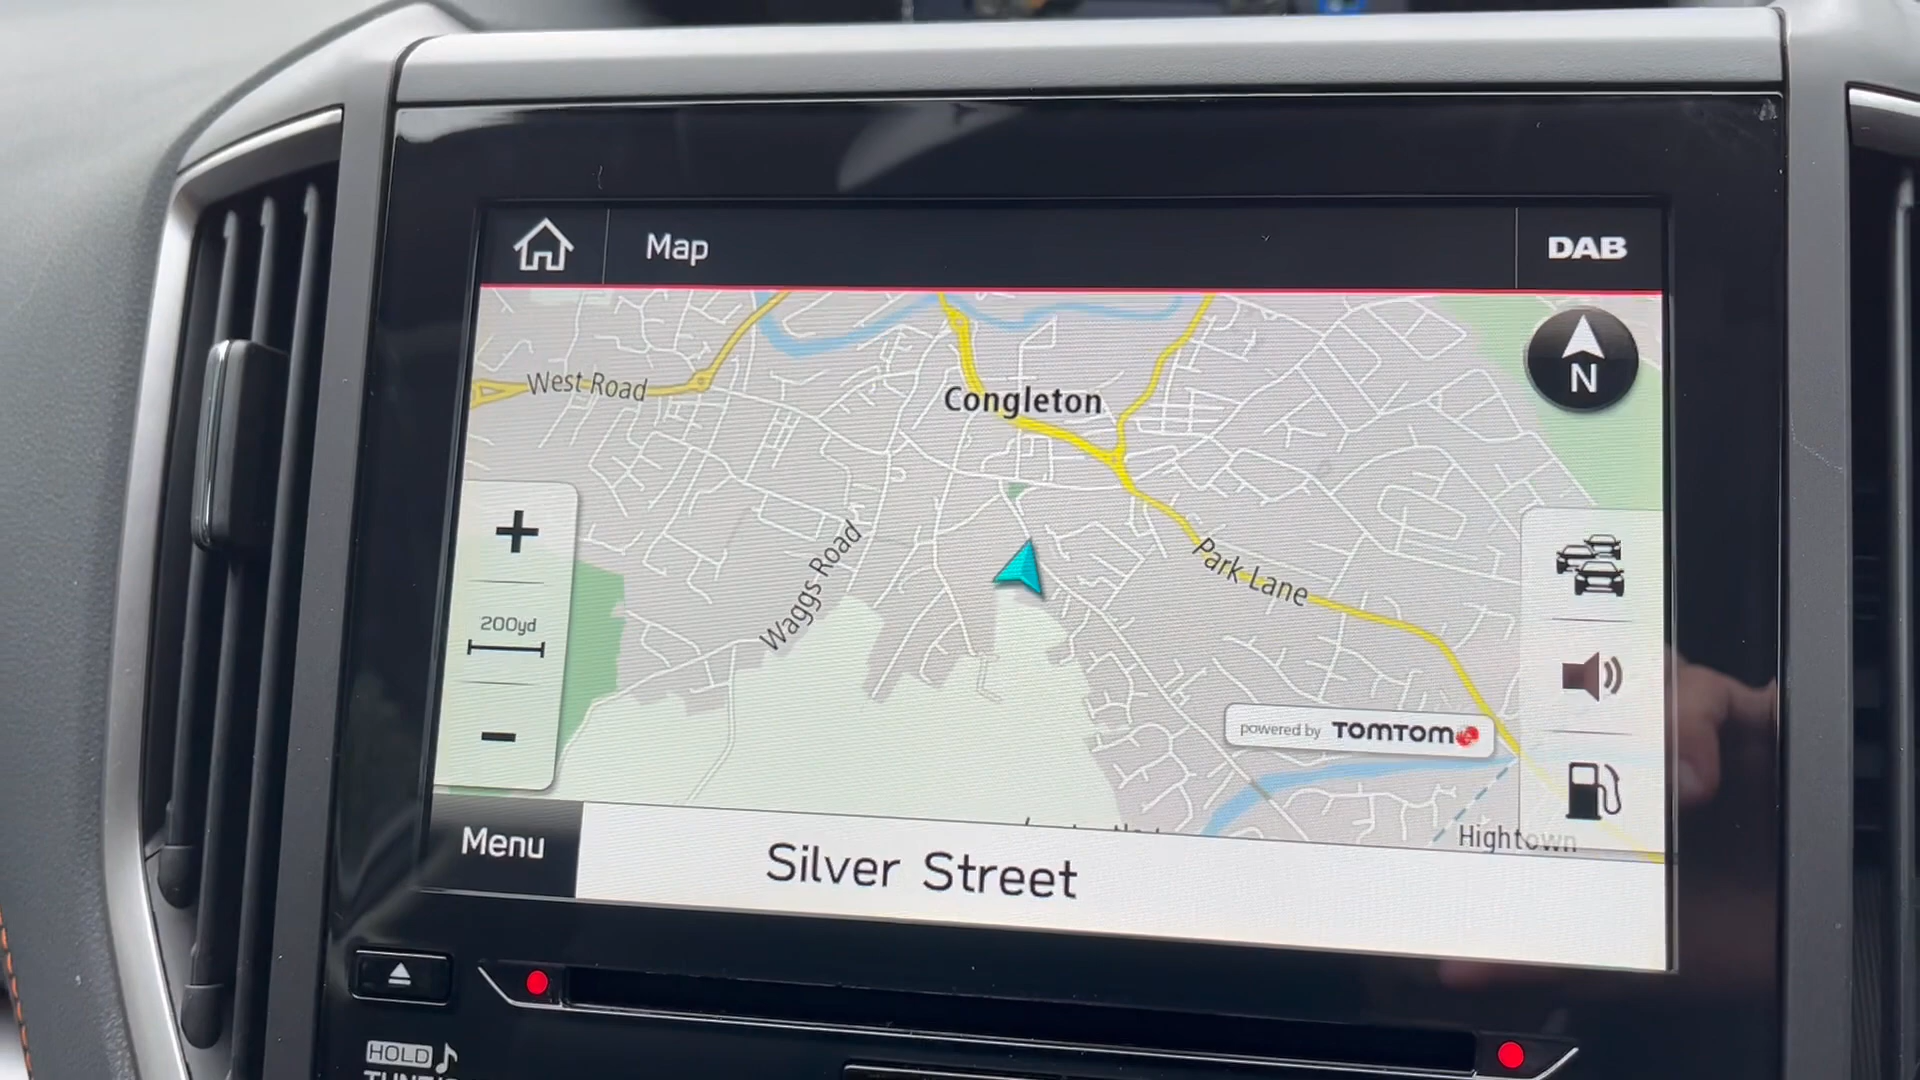 Map
DAB
N
West Road
Congleton
+
200yd
-
Waggs Road
Park Lane
powered by TOMTOM
Hightown
Menu
Silver Street
HOLD